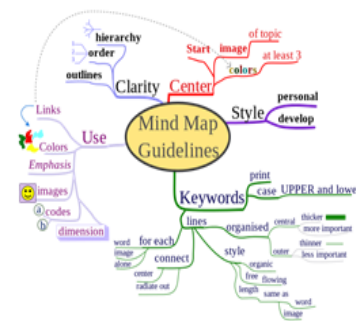 Mind Map
Guidelines
Center
Start
image
of topic
colors
at least 3
Style
personal
develop
Keywords
print
case
UPPER and lowe
lines
organised
central
thicker
more important
outer
thinner
less important
style
organic
free
flowing
length
same as
word
image
for each
word
image
alone
connect
center
radiate out
Use
Links
Colors
Emphasis
images
codes
a
b
dimension
Clarity
hierarchy
order
outlines